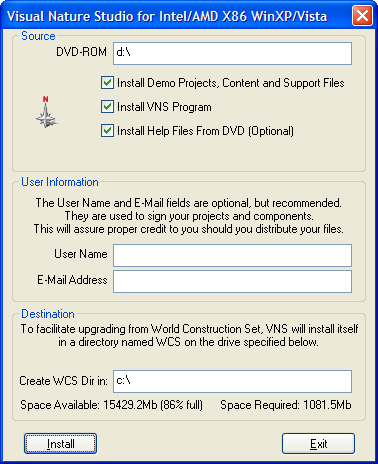 Visual Nature Studio for Intel/AMD X86 WinXP/Vista
Source
DVD-ROM d:\
Install Demo Projects, Content and Support Files
N
Install VNS Program
Install Help Files From DVD (Optional)
User Information
The User Name and E-Mail fields are optional, but recommended.
They are used to sign your projects and components.
This will assure proper credit to you should you distribute your files.
User Name
E-Mail Address
Destination
To facilitate upgrading from World Construction Set, VNS will install itself
in a directory named WCS on the drive specified below.
Create WCS Dir in: c:\
Space Available: 15429.2Mb (86% full) Space Required: 1081.5Mb
Install Exit